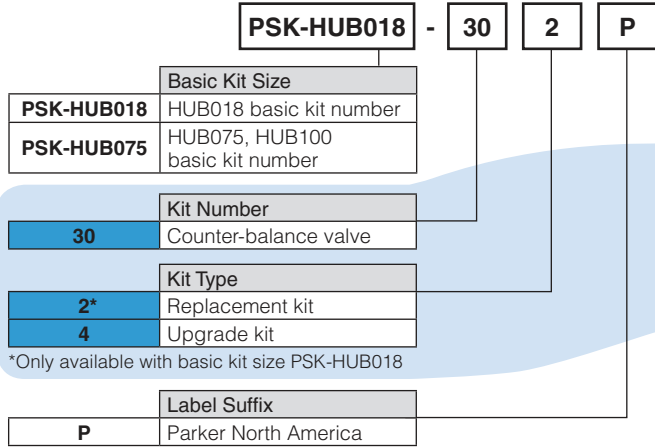 PSK-HUB018 - 30 2 P
Basic Kit Size
PSK-HUB018 HUB018 basic kit number
PSK-HUB075 HUB075, HUB100
basic kit number
Kit Number
30 Counter-balance valve
Kit Type
2* Replacement kit
4 Upgrade kit
*Only available with basic kit size PSK-HUB018
Label Suffix
P Parker North America